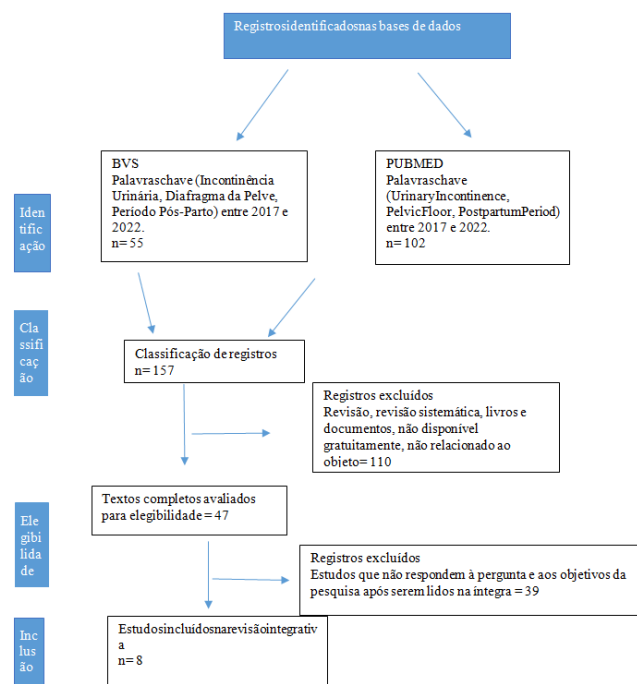 Registrosidentificadosnas bases de dados
BVS
Palavraschave (Incontinência
Urinária, Diafragma da Pelve,
Período Pós-Parto) entre 2017 e
2022.
n= 55
PUBMED
Palavraschave
(UrinaryIncontinence,
PelvicFloor, PostpartumPeriod)
entre 2017 e 2022.
n= 102
Iden
tific
ação
Cla
ssifi
caç
ão
Classificação de registros
n= 157
Registros excluídos
Revisão, revisão sistemática, livros e
documentos, não disponível
gratuitamente, não relacionado ao
objeto= 110
Ele
gibi
lida
de
Textos completos avaliados
para elegibilidade = 47
Registros excluídos
Estudos que não respondem à pergunta e aos objetivos da
pesquisa após serem lidos na íntegra = 39
Inc
lus
ão
Estudosincluídosnarevisãointegrativ
a
n= 8